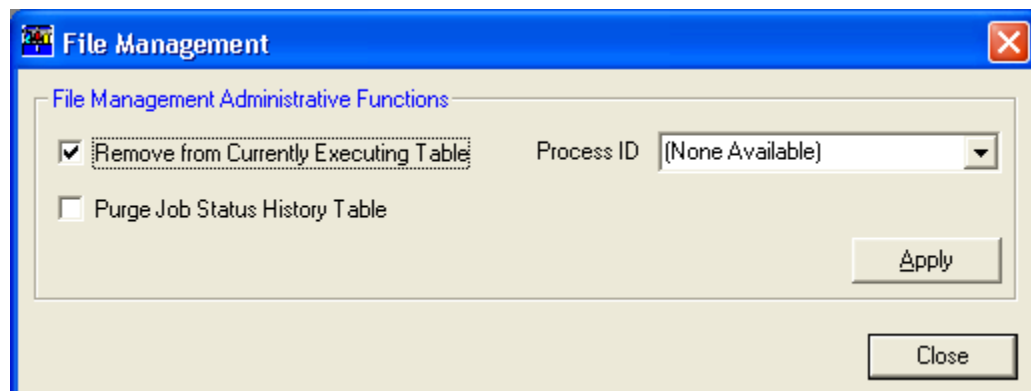 File Management
File Management Administrative Functions
Remove from Currently Executing Table Process ID (None Available)
Purge Job Status History Table
Apply
Close